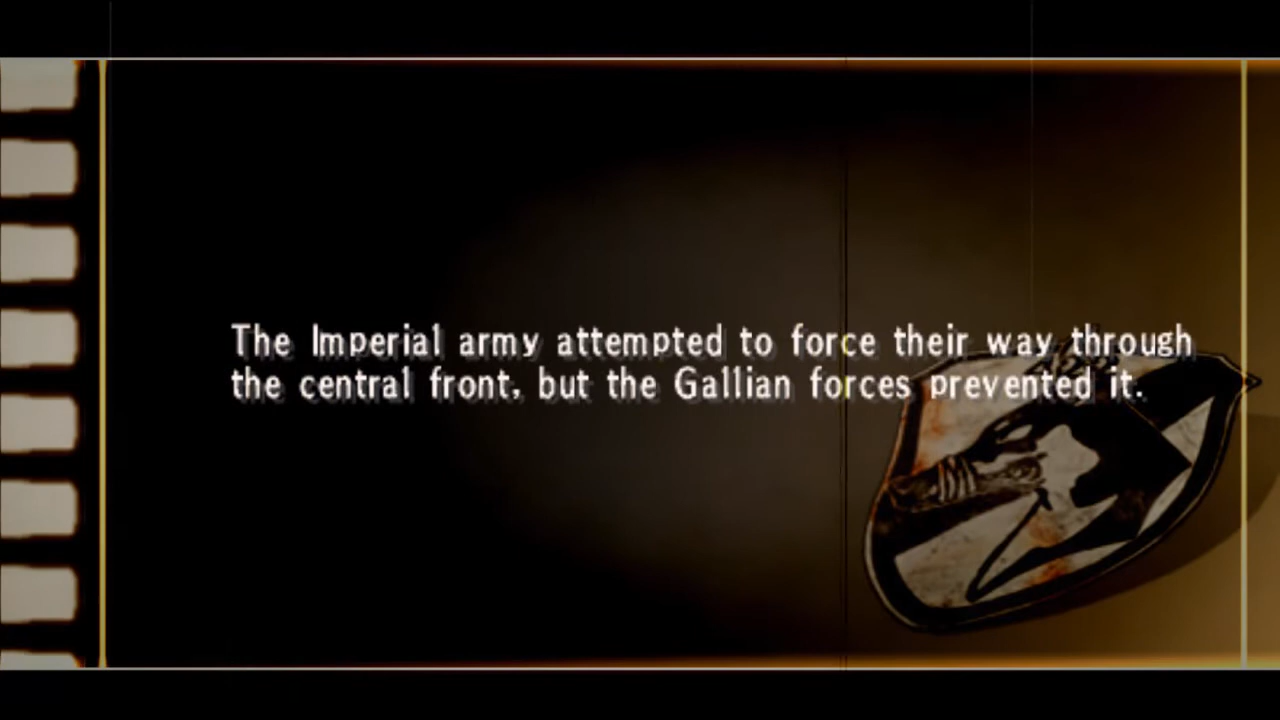 The Imperial army attempted to force their way through
the central front, but the Gallian forces prevented it.